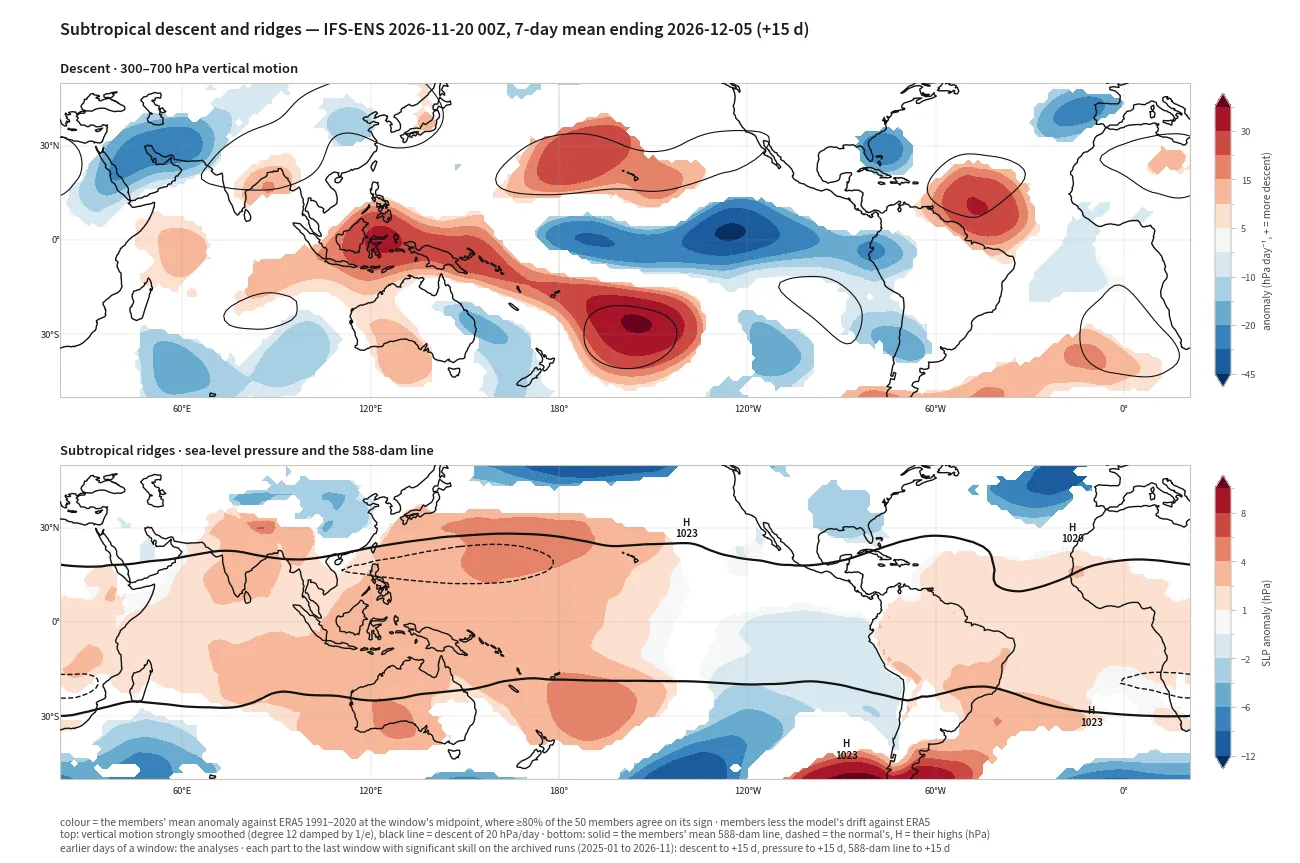 Subtropical descent and ridges — IFS-ENS 2026-11-20 00Z, 7-day mean ending 2026-12-05 (+15 d)
Descent · 300–700 hPa vertical motion
30°N
0°
30°S
60°E
120°E
180°
120°W
60°W
0°
30
15
5
−10
−20
−45
anomaly (hPa day⁻¹, + = more descent)
Subtropical ridges · sea-level pressure and the 588-dam line
H
1023
H
1020
H
1023
H
1023
30°N
0°
30°S
60°E
120°E
180°
120°W
60°W
0°
8
4
1
−2
−6
−12
SLP anomaly (hPa)
colour = the members' mean anomaly against ERA5 1991–2020 at the window's midpoint, where ≥80% of the 50 members agree on its sign · members less the model's drift against ERA5
top: vertical motion strongly smoothed (degree 12 damped by 1/e), black line = descent of 20 hPa/day · bottom: solid = the members' mean 588-dam line, dashed = the normal's, H = their highs (hPa)
earlier days of a window: the analyses · each part to the last window with significant skill on the archived runs (2025-01 to 2026-11): descent to +15 d, pressure to +15 d, 588-dam line to +15 d